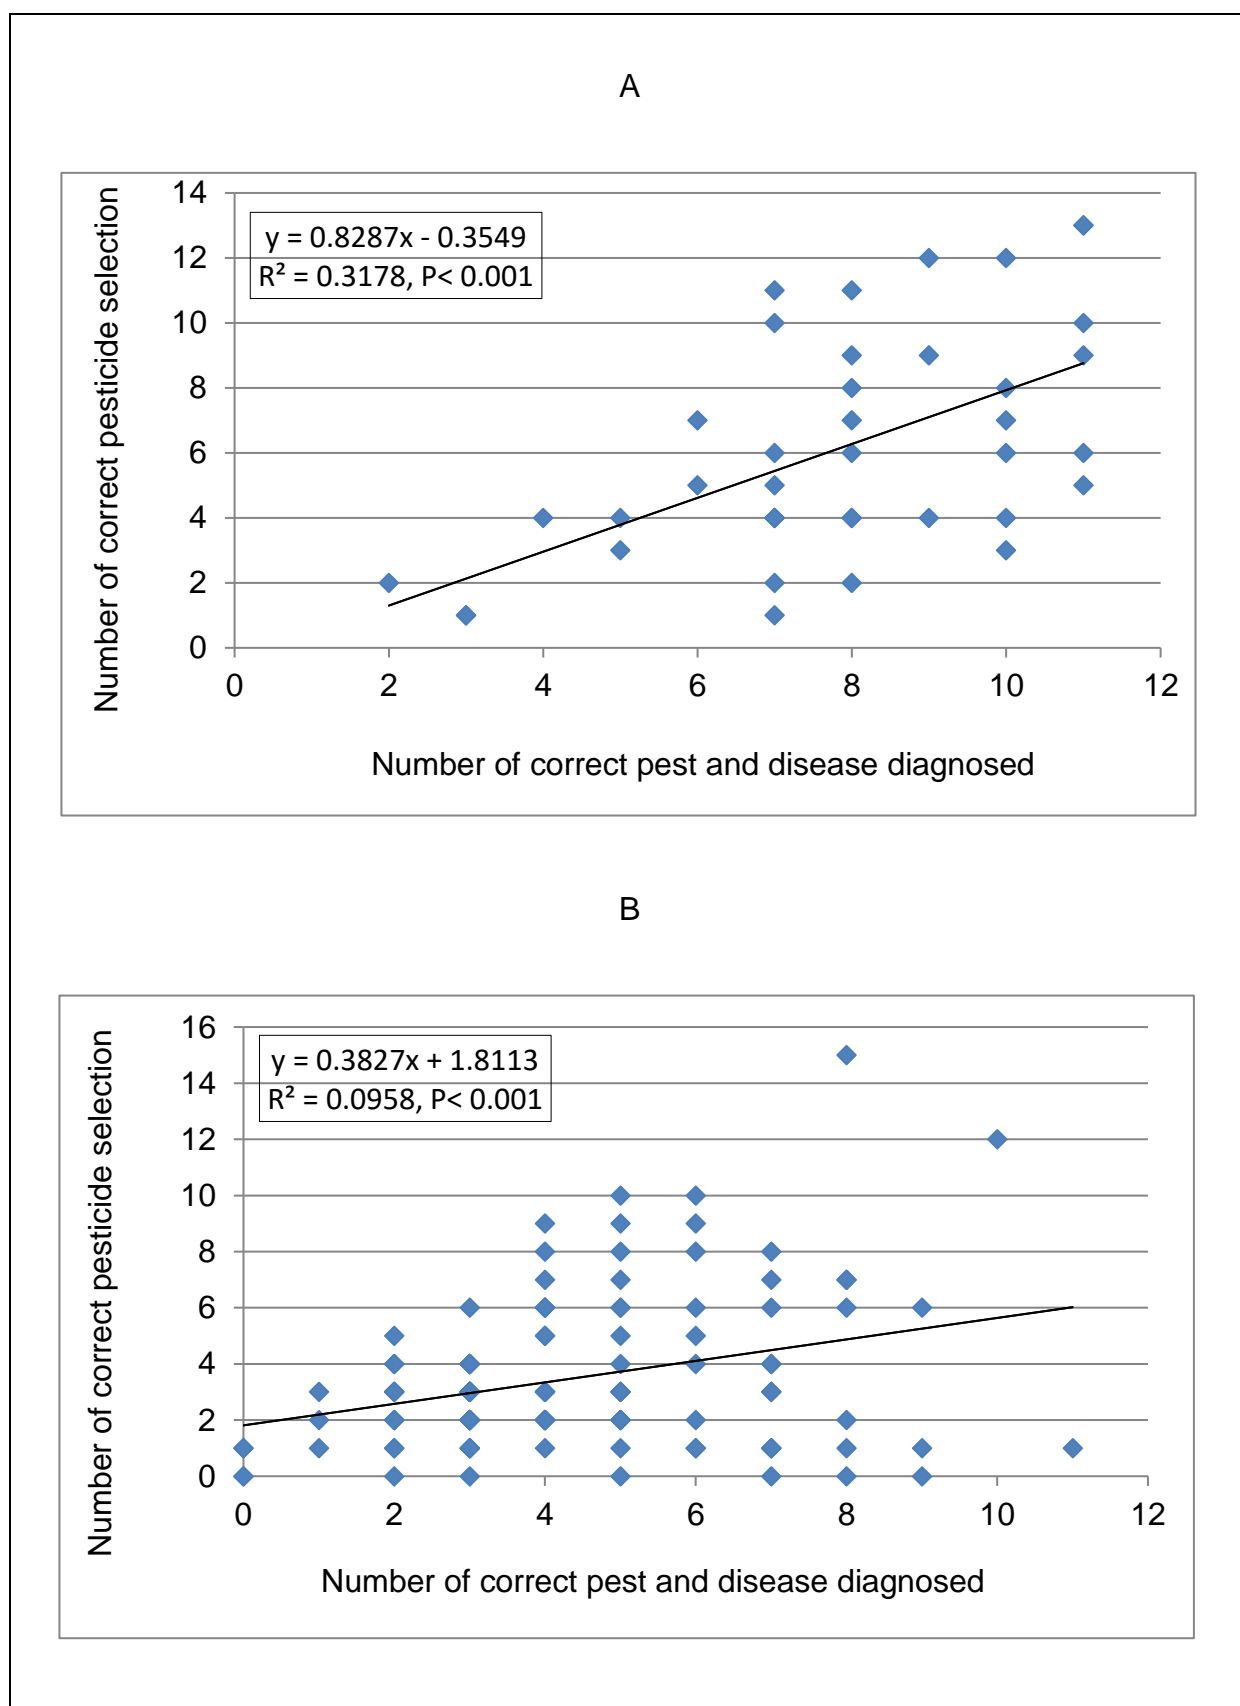 A
Number of correct pesticide selection
14
12
10
8
6
4
2
0
y = 0.8287x - 0.3549
R² = 0.3178, P< 0.001
0 2 4 6 8 10 12
Number of correct pest and disease diagnosed
B
Number of correct pesticide selection
16
14
12
10
8
6
4
2
0
y = 0.3827x + 1.8113
R² = 0.0958, P< 0.001
0 2 4 6 8 10 12
Number of correct pest and disease diagnosed